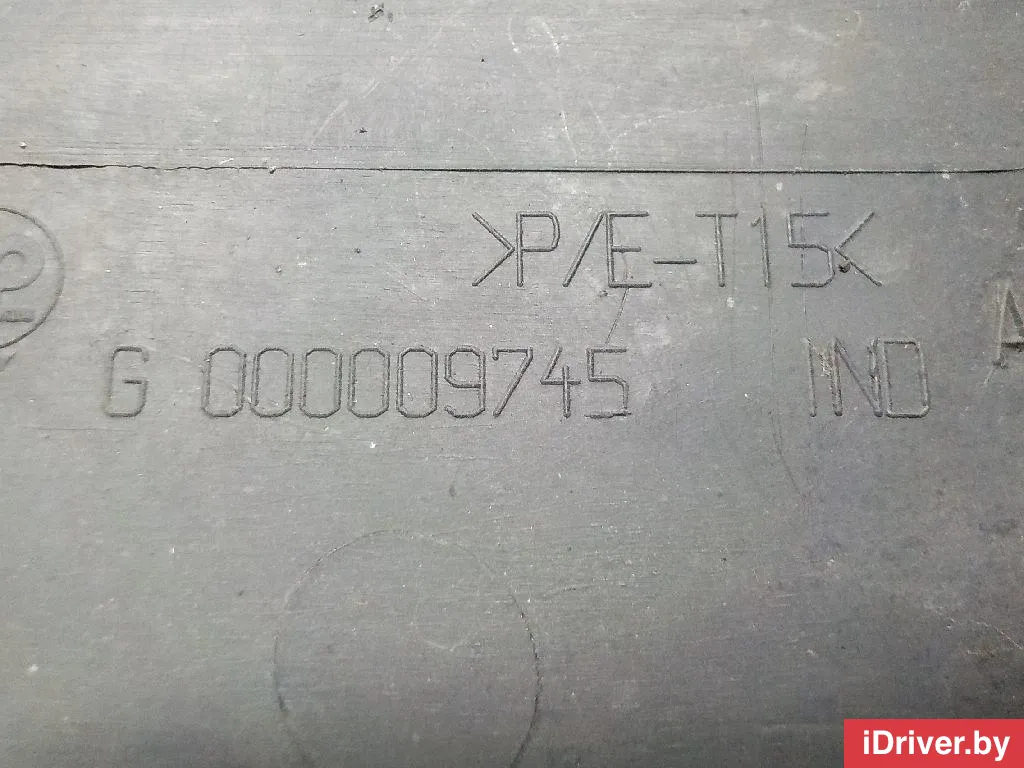 >P/E-T15<
G 000009745 IND A
iDriver.by